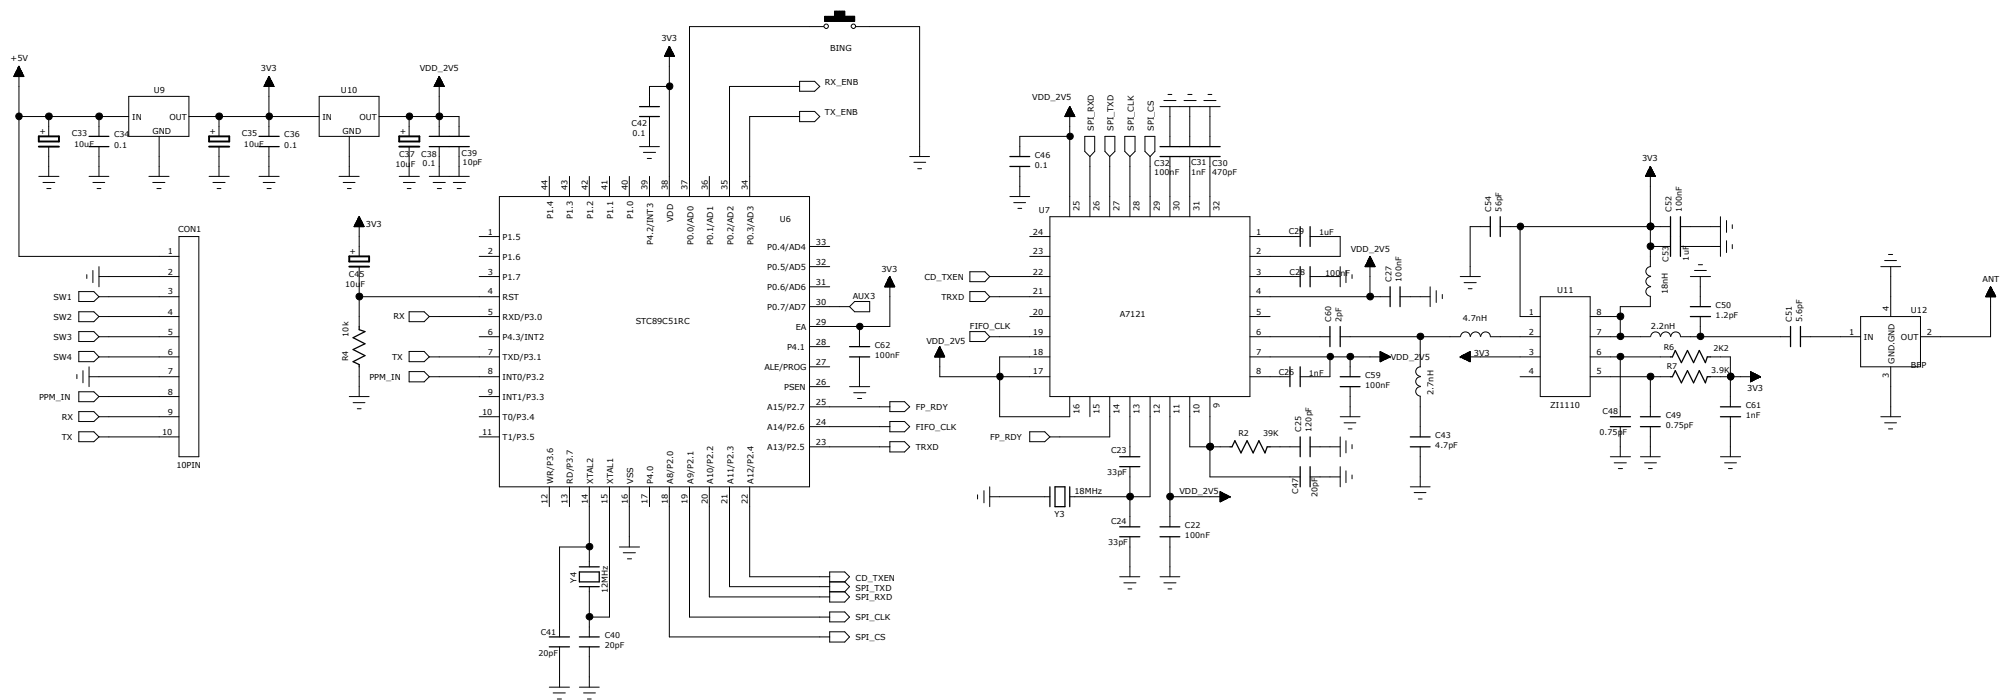 +5V
U9
IN
OUT
GND
C33
10uF
C34
0.1
3V3
C35
10uF
C36
0.1
U10
IN
OUT
GND
VDD_2V5
C37
10uF
C38
0.1
C39
10pF
CON1
1
2
3
4
5
6
7
8
9
10
SW1
SW2
SW3
SW4
PPM_IN
RX
TX
10PIN
3V3
C45
10uF
10k
R4
RX
TX
PPM_IN
3V3
C42
0.1
BING
RX_ENB
TX_ENB
44
43
42
41
40
39
38
37
36
35
34
P1.4
P1.3
P1.2
P1.1
P1.0
P4.2/INT3
VDD
P0.0/AD0
P0.1/AD1
P0.2/AD2
P0.3/AD3
U6
STC89C51RC
1 P1.5
2 P1.6
3 P1.7
4 RST
5 RXD/P3.0
6 P4.3/INT2
7 TXD/P3.1
8 INT0/P3.2
9 INT1/P3.3
10 T0/P3.4
11 T1/P3.5
P0.4/AD4 33
P0.5/AD5 32
P0.6/AD6 31
P0.7/AD7 30
EA 29
P4.1 28
ALE/PROG 27
PSEN 26
A15/P2.7 25
A14/P2.6 24
A13/P2.5 23
AUX3
3V3
C62
100nF
FP_RDY
FIFO_CLK
TRXD
WR/P3.6
RD/P3.7
XTAL2
XTAL1
VSS
P4.0
A8/P2.0
A9/P2.1
A10/P2.2
A11/P2.3
A12/P2.4
12
13
14
15
16
17
18
19
20
21
22
Y4
12MHz
C41
20pF
C40
20pF
CD_TXEN
SPI_TXD
SPI_RXD
SPI_CLK
SPI_CS
VDD_2V5
C46
0.1
SPI_RXD
SPI_TXD
SPI_CLK
SPI_CS
C32
100nF
C31
1nF
C30
470pF
U7
25
26
27
28
29
30
31
32
24
23
22
21
20
19
18
17
A7121
1
2
3
4
5
6
7
8
16
15
14
13
12
11
10
9
CD_TXEN
TRXD
FIFO_CLK
VDD_2V5
FP_RDY
C29
1uF
C28
100nF
VDD_2V5
C27
100nF
C60
2pF
VDD_2V5
C26
1nF
C59
100nF
C23
33pF
18MHz
Y3
C24
33pF
VDD_2V5
C22
100nF
R2
39K
C25
120pF
C47
20pF
4.7nH
2.7nH
C43
4.7pF
3V3
C54
56pF
3V3
C52
100nF
C53
1uF
18nH
U11
1
2
3
4
8
7
6
5
ZI1110
2.2nH
C50
1.2pF
R6
2K2
R7
3.9K
3V3
C48
0.75pF
C49
0.75pF
C61
1nF
C51
5.6pF
U12
4
1
IN
GND.GND
OUT
2
3
BFP
ANT